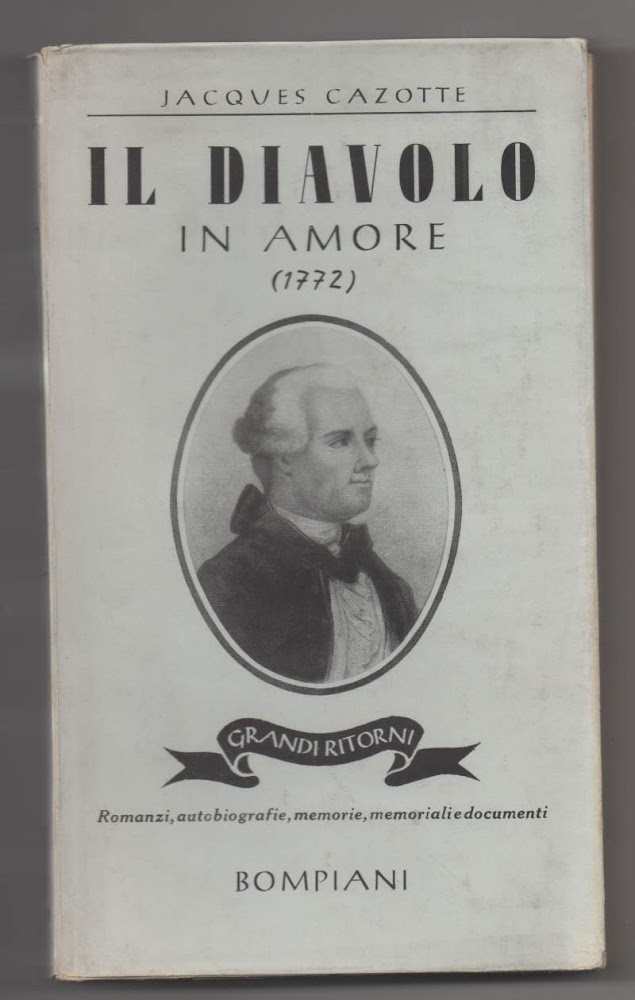 JACQUES CAZOTTE
IL DIAVOLO
IN AMORE
(1772)
GRANDI RITORNI
Romanzi, autobiografie, memorie, memoriali e documenti
BOMPIANI